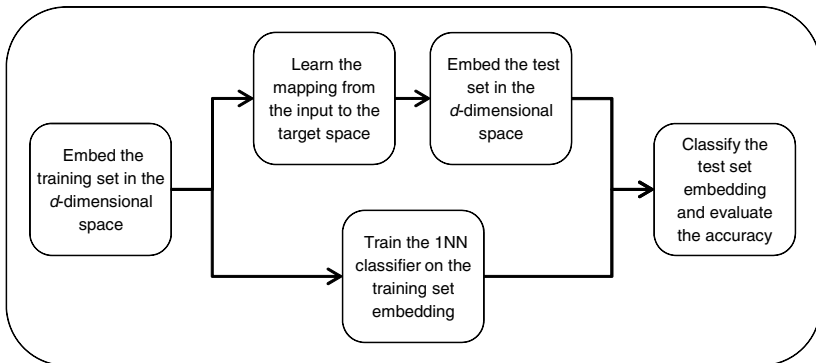 Embed the
training set in the
d-dimensional
space
Learn the
mapping from
the input to the
target space
Embed the test
set in the
d-dimensional
space
Train the 1NN
classifier on the
training set
embedding
Classify the
test set
embedding
and evaluate
the accuracy